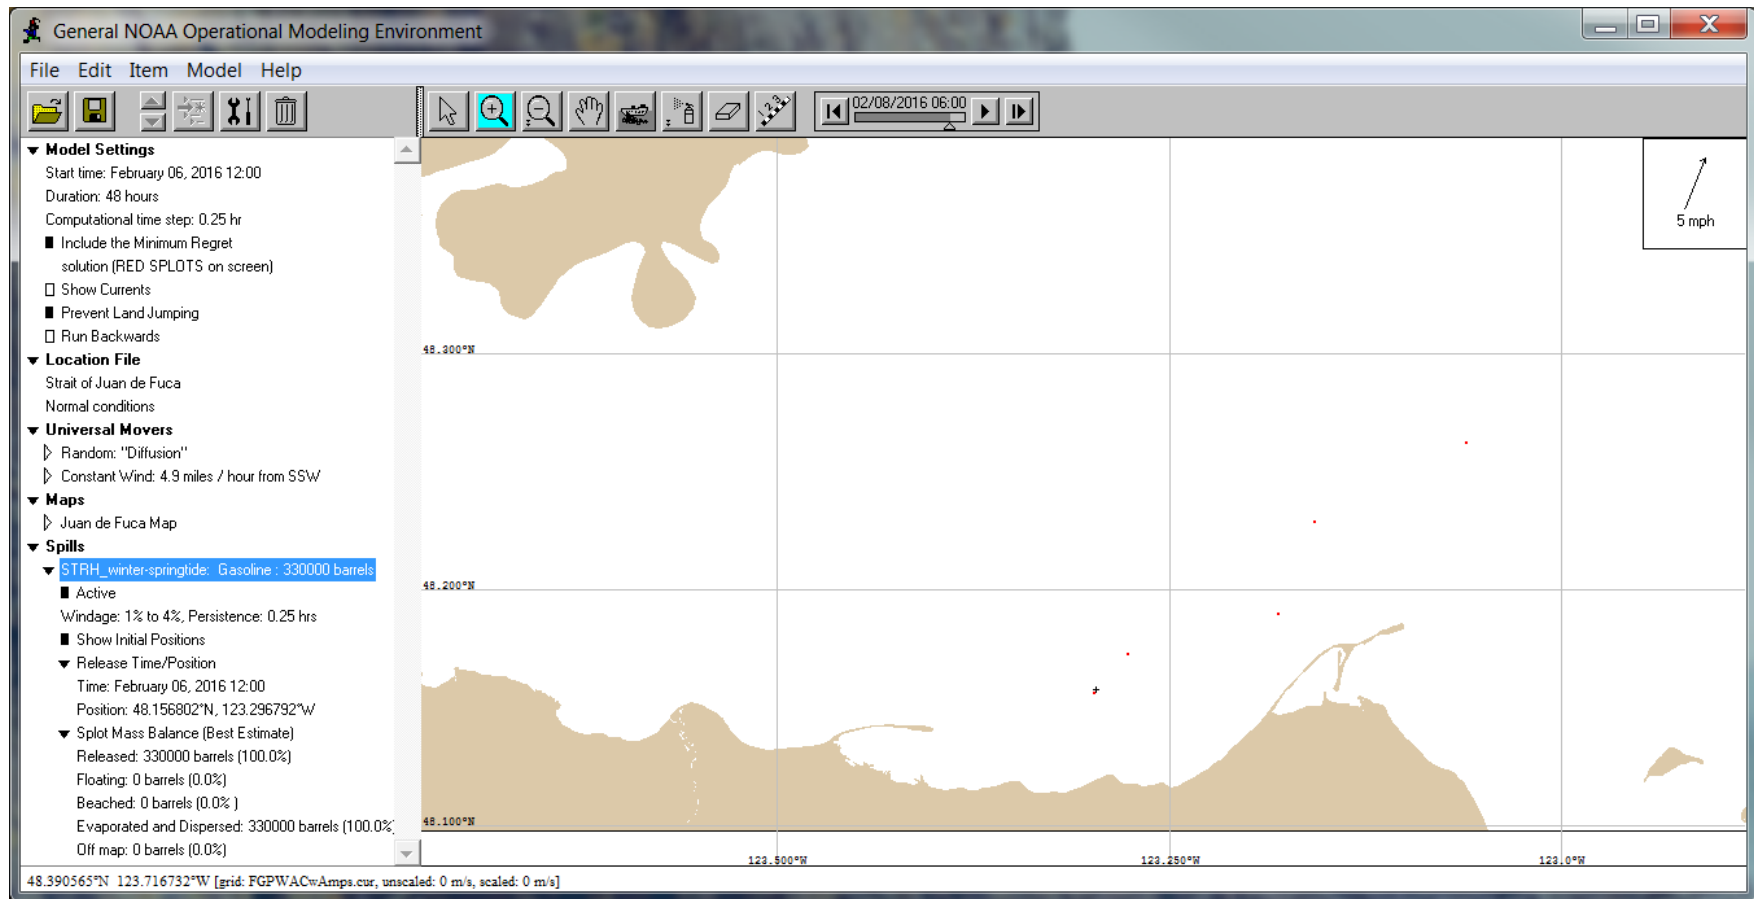 General NOAA Operational Modeling Environment
File Edit Item Model Help
02/08/2016 06:00
Model Settings
Start time: February 06, 2016 12:00
Duration: 48 hours
Computational time step: 0.25 hr
Include the Minimum Regret
solution (RED SPLOTS on screen)
Show Currents
Prevent Land Jumping
Run Backwards
Location File
Strait of Juan de Fuca
Normal conditions
Universal Movers
Random: "Diffusion"
Constant Wind: 4.9 miles / hour from SSW
Maps
Juan de Fuca Map
Spills
STRH_winter-springtide: Gasoline : 330000 barrels
Active
Windage: 1% to 4%, Persistence: 0.25 hrs
Show Initial Positions
Release Time/Position
Time: February 06, 2016 12:00
Position: 48.156802°N, 123.296792°W
Splot Mass Balance (Best Estimate)
Released: 330000 barrels (100.0%)
Floating: 0 barrels (0.0%)
Beached: 0 barrels (0.0% )
Evaporated and Dispersed: 330000 barrels (100.0%
Off map: 0 barrels (0.0%)
5 mph
48.300°N
48.200°N
48.100°N
123.500°W 123.250°W 123.0°W
48.390565°N 123.716732°W [grid: FGPWACwAmps.cur, unscaled: 0 m/s, scaled: 0 m/s]